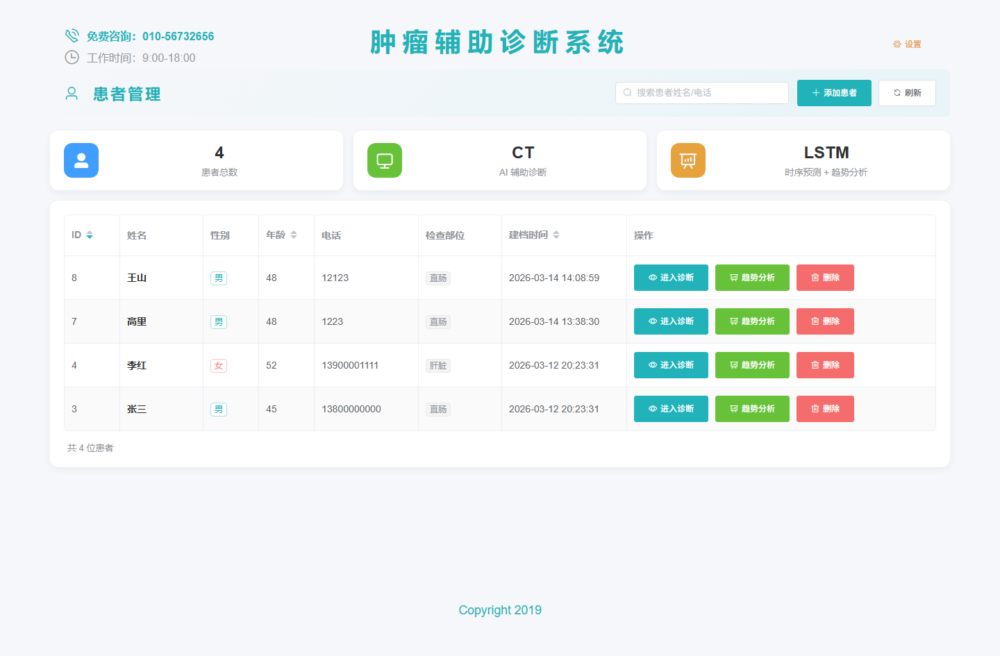 免费咨询：010-56732656
工作时间：9:00-18:00
肿瘤辅助诊断系统
设置
患者管理
搜索患者姓名/电话
添加患者
刷新
4
患者总数
CT
AI 辅助诊断
LSTM
时序预测 + 趋势分析
ID 姓名 性别 年龄 电话 检查部位 建档时间 操作
8 王山 男 48 12123 直肠 2026-03-14 14:08:59 进入诊断 趋势分析 删除
7 高里 男 48 1223 直肠 2026-03-14 13:38:30 进入诊断 趋势分析 删除
4 李红 女 52 13900001111 肝脏 2026-03-12 20:23:31 进入诊断 趋势分析 删除
3 张三 男 45 13800000000 直肠 2026-03-12 20:23:31 进入诊断 趋势分析 删除
共 4 位患者
Copyright 2019